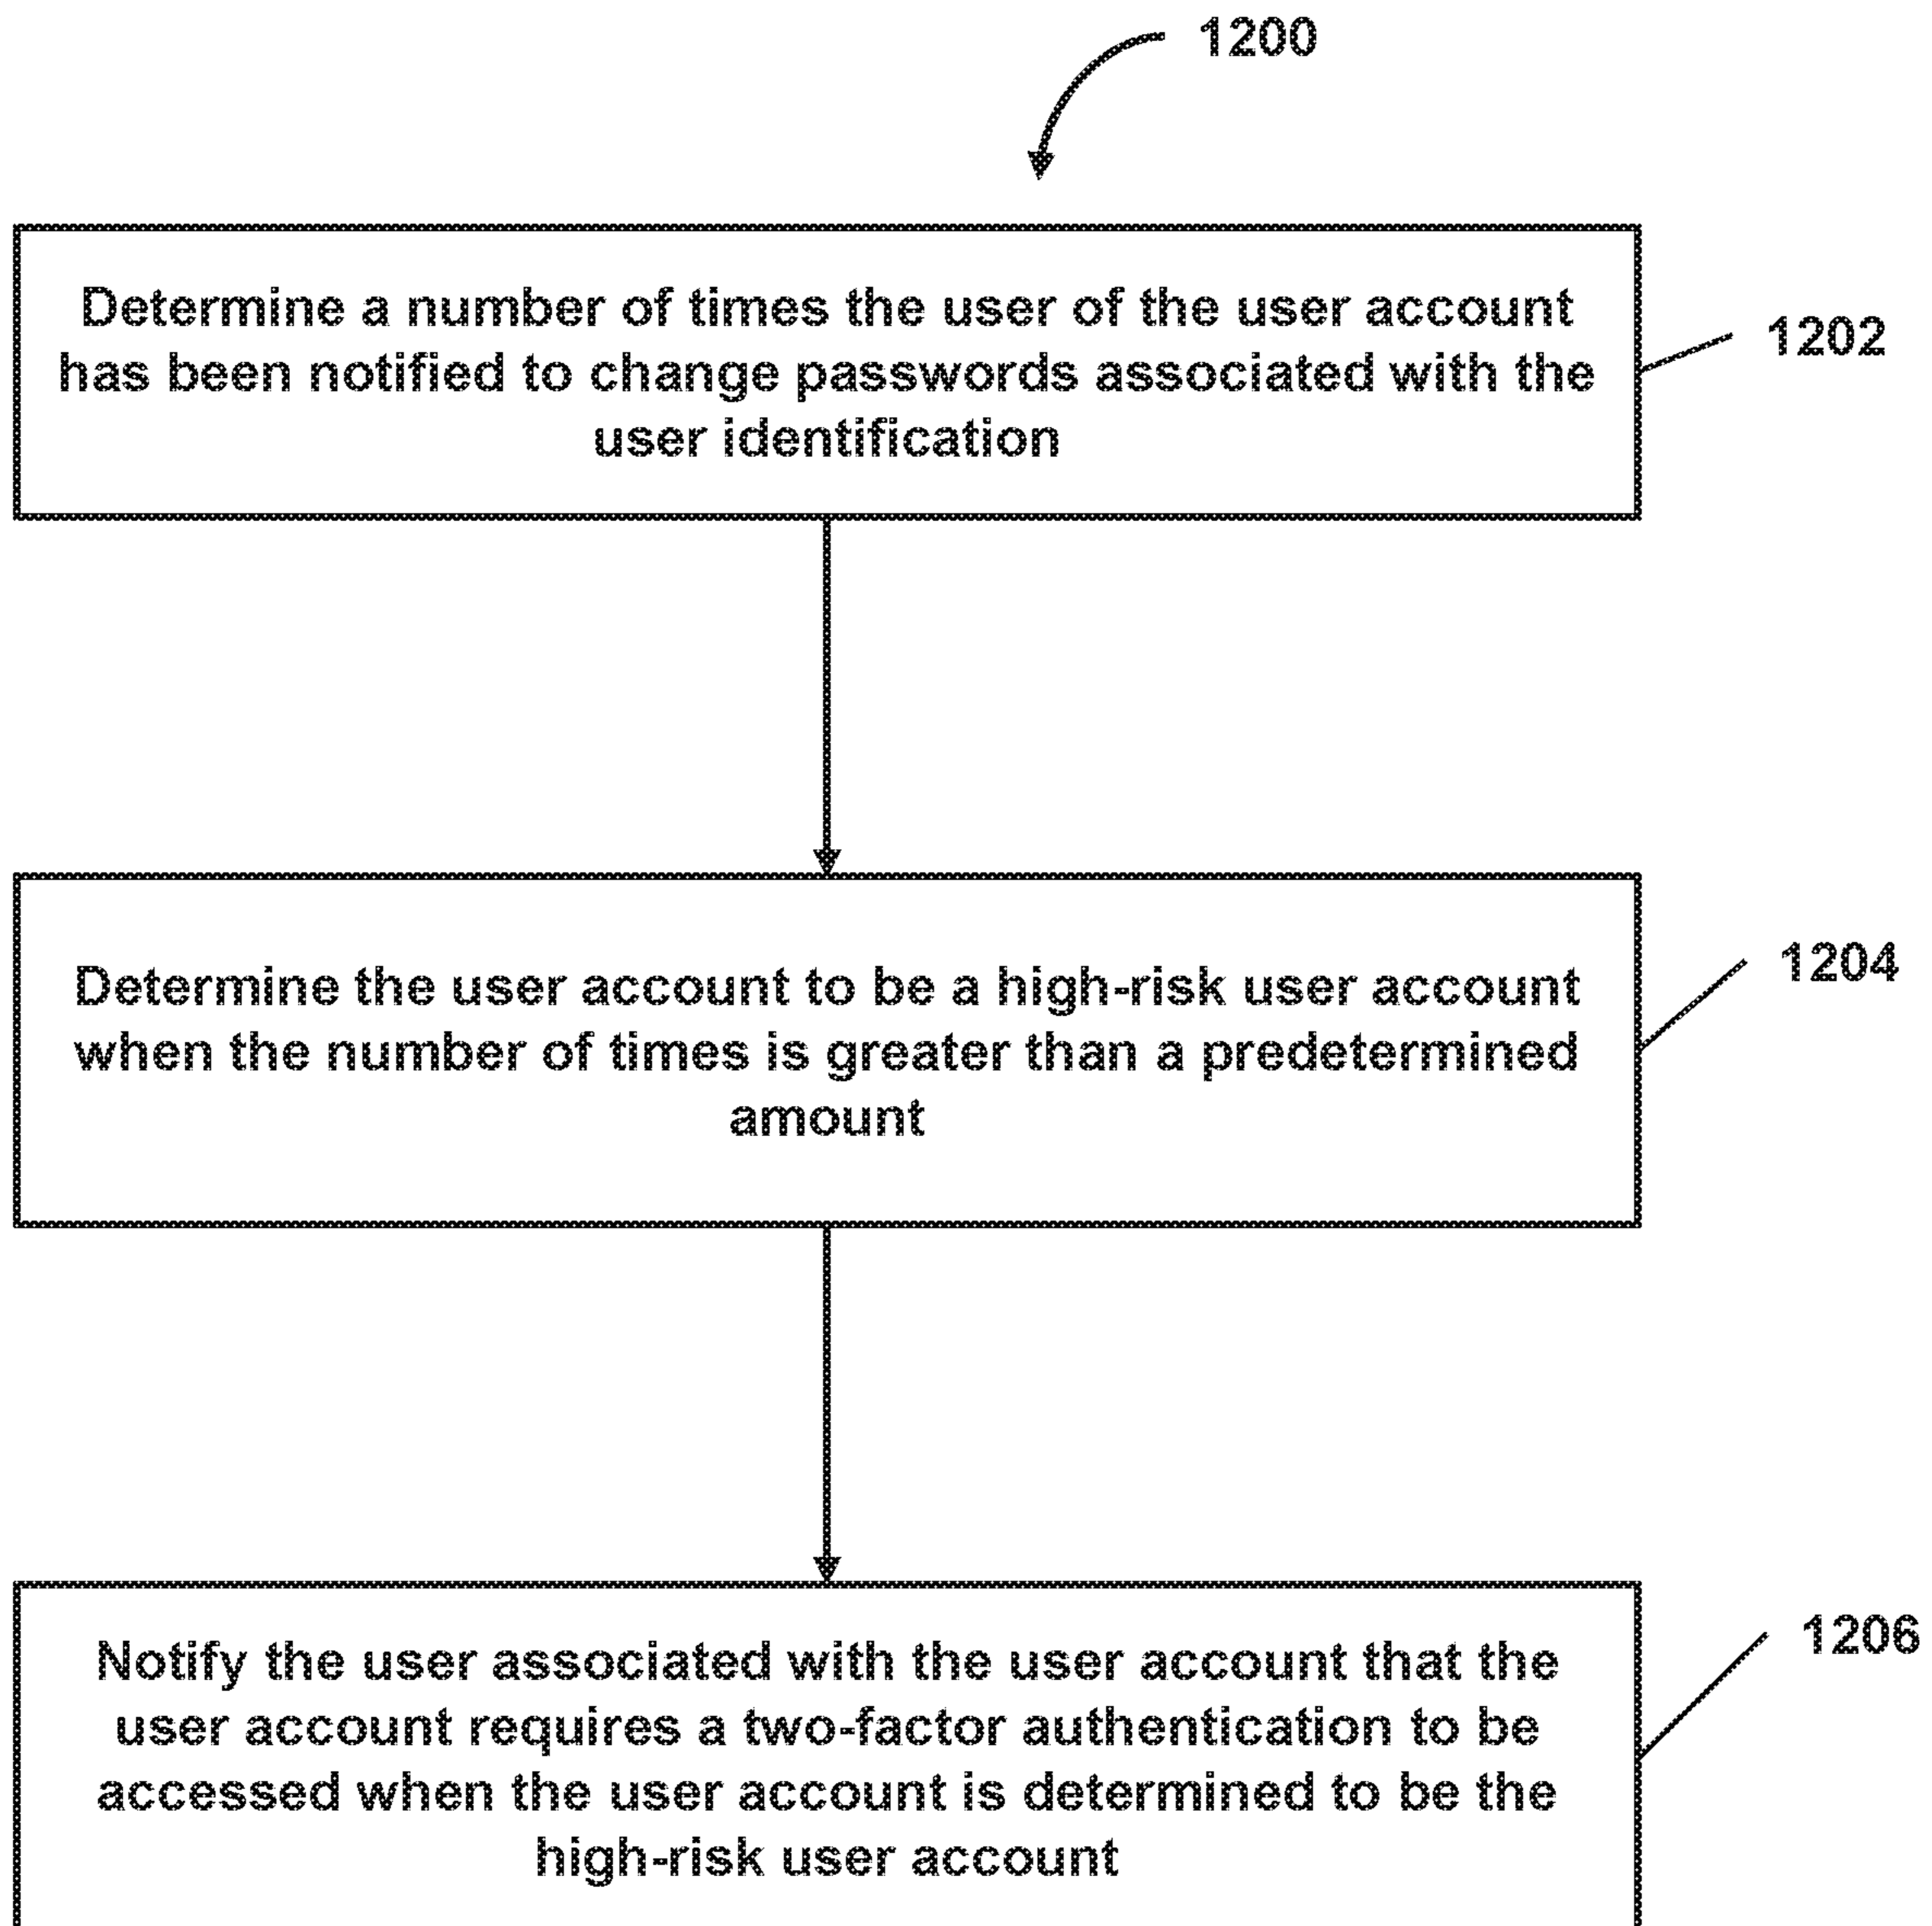 1200
Determine a number of times the user of the user account
has been notified to change passwords associated with the
user identification
1202
Determine the user account to be a high-risk user account
when the number of times is greater than a predetermined
amount
1204
Notify the user associated with the user account that the
user account requires a two-factor authentication to be
accessed when the user account is determined to be the
high-risk user account
1206